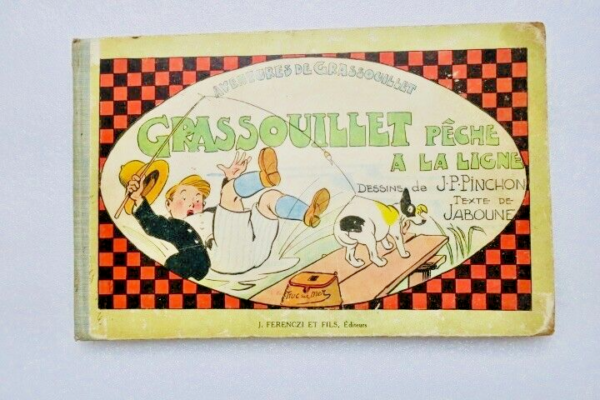 AVENTURES DE GRASSOUILLET
GRASSOUILLET PÊCHE
A LA LIGNE
DESSINS de J.P.PINCHON
TEXTE DE
JABOUNE
J. FERENCZI ET FILS, Éditeurs